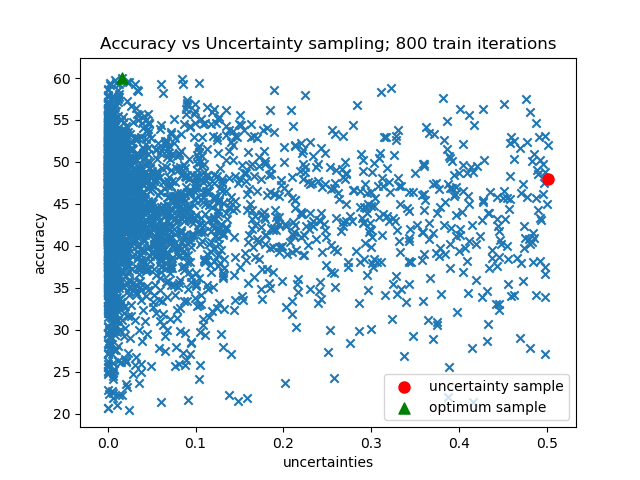 Accuracy vs Uncertainty sampling; 800 train iterations
accuracy
60
55
50
45
40
35
30
25
20
uncertainty sample
optimum sample
0.0 0.1 0.2 0.3 0.4 0.5
uncertainties